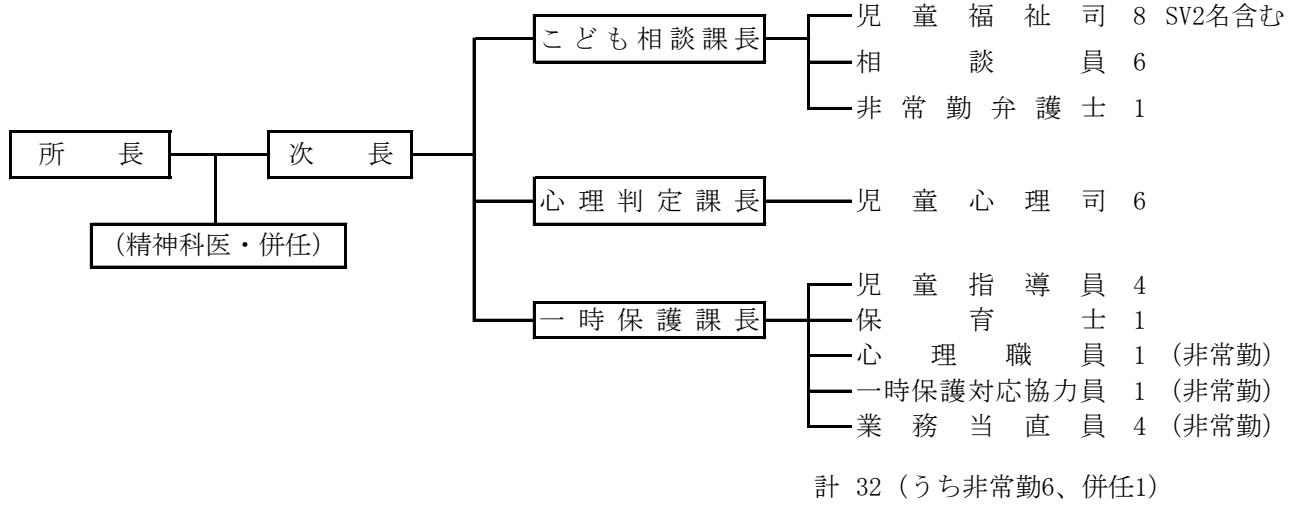 児童福祉司 8 SV2名含む
こども相談課長
相談員 6
非常勤弁護士 1
所長
次長
(精神科医・併任)
心理判定課長
児童心理司 6
児童指導員 4
一時保護課長
保育士 1
心理職員 1 (非常勤)
一時保護対応協力員 1 (非常勤)
業務当直員 4 (非常勤)
計 32 (うち非常勤6、併任1)